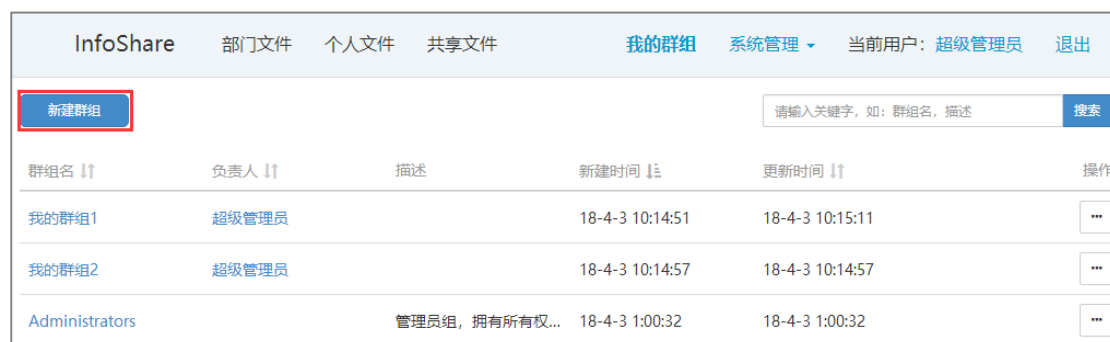 InfoShare 部门文件 个人文件 共享文件 我的群组 系统管理 当前用户：超级管理员 退出
新建群组 请输入关键字，如：群组名，描述 搜索
群组名 负责人 描述 新建时间 更新时间 操作
我的群组1 超级管理员 18-4-3 10:14:51 18-4-3 10:15:11 ...
我的群组2 超级管理员 18-4-3 10:14:57 18-4-3 10:14:57 ...
Administrators 管理员组，拥有所有权... 18-4-3 1:00:32 18-4-3 1:00:32 ...